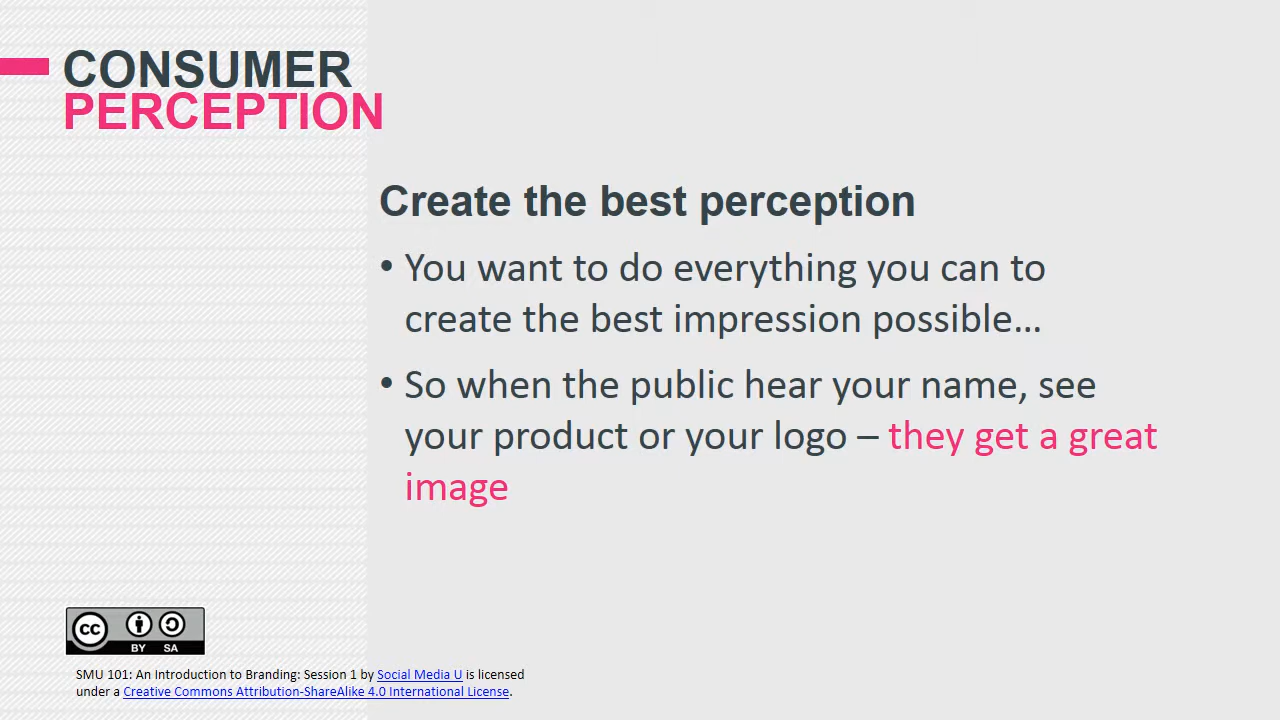 CONSUMER
PERCEPTION
Create the best perception
• You want to do everything you can to
create the best impression possible…
• So when the public hear your name, see
your product or your logo – they get a great
image
cc
BY SA
SMU 101: An Introduction to Branding: Session 1 by Social Media U is licensed
under a Creative Commons Attribution-ShareAlike 4.0 International License.